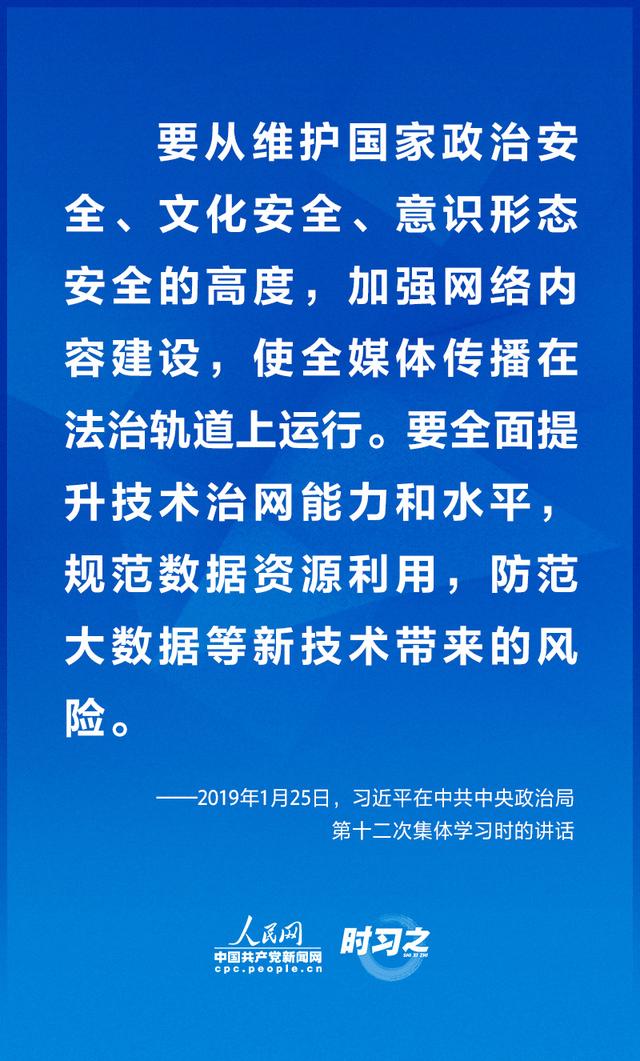 要从维护国家政治安
全、文化安全、意识形态
安全的高度，加强网络内
容建设，使全媒体传播在
法治轨道上运行。要全面提
升技术治网能力和水平，
规范数据资源利用，防范
大数据等新技术带来的风
险。
——2019年1月25日，习近平在中共中央政治局
第十二次集体学习时的讲话
人民网
中国共产党新闻网
cpc.people.cn
时习之
SHI XI ZHI